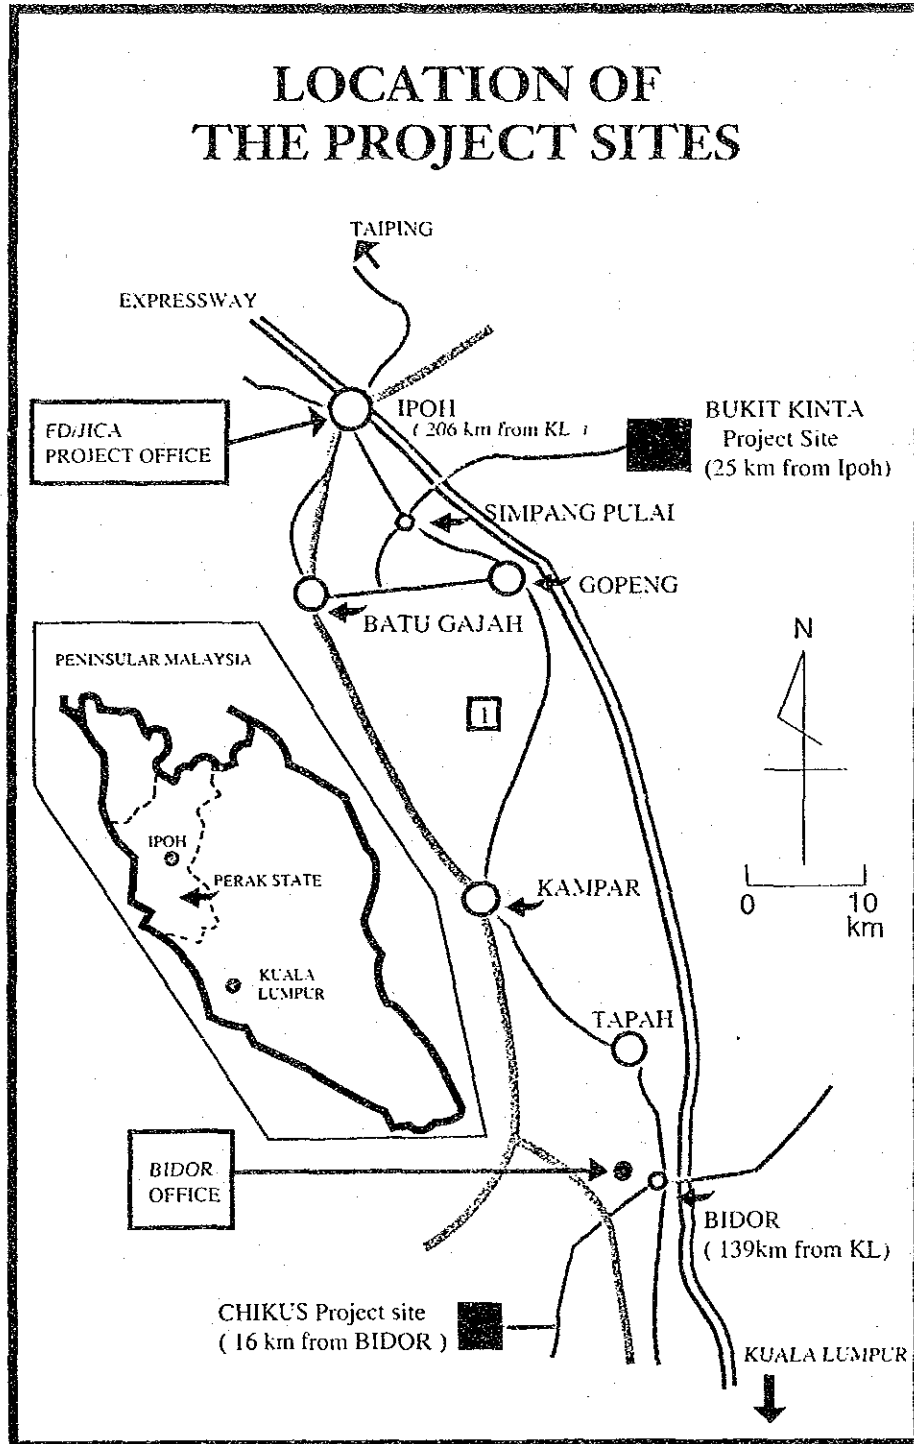 LOCATION OF
THE PROJECT SITES
TAIPING
EXPRESSWAY
IPOH
( 206 km from KL )
FD/JICA
PROJECT OFFICE
BUKIT KINTA
Project Site
(25 km from Ipoh)
SIMPANG PULAI
GOPENG
BATU GAJAH
N
PENINSULAR MALAYSIA
1
IPOH
PERAK STATE
KUALA
LUMPUR
KAMPAR
0 10
km
TAPAH
BIDOR
OFFICE
BIDOR
( 139km from KL)
CHIKUS Project site
( 16 km from BIDOR )
KUALA LUMPUR